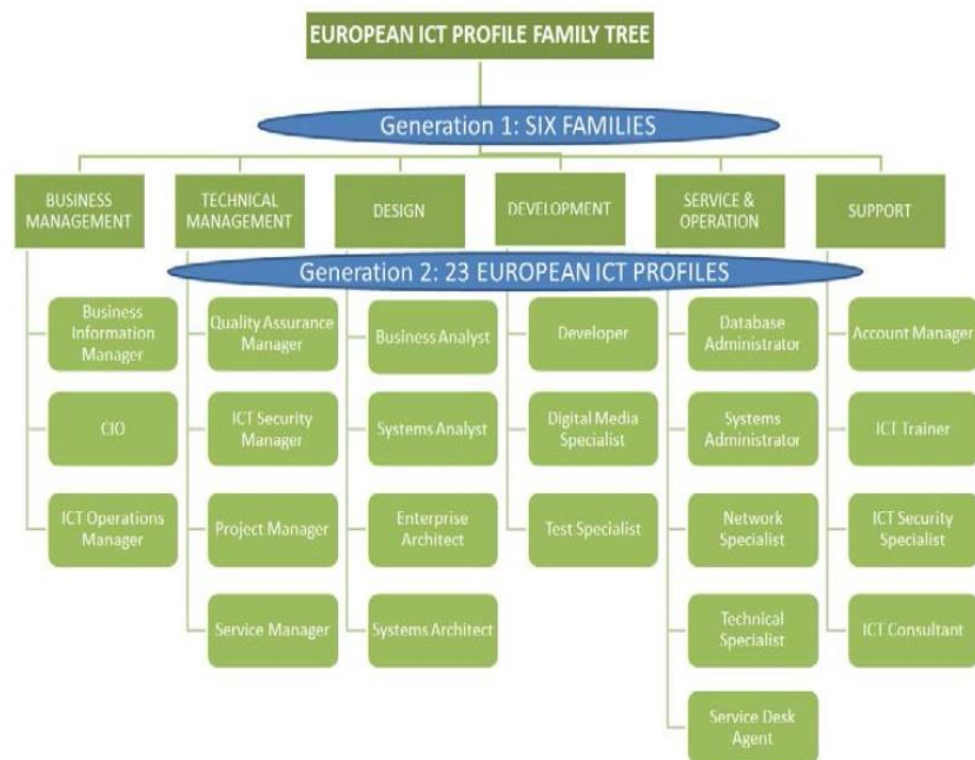 EUROPEAN ICT PROFILE FAMILY TREE
Generation 1: SIX FAMILIES
BUSINESS
MANAGEMENT
TECHNICAL
MANAGEMENT
DESIGN
DEVELOPMENT
SERVICE &
OPERATION
SUPPORT
Generation 2: 23 EUROPEAN ICT PROFILES
Business
Information
Manager
CIO
ICT Operations
Manager
Quality Assurance
Manager
ICT Security
Manager
Project Manager
Service Manager
Business Analyst
Systems Analyst
Enterprise
Architect
Systems Architect
Developer
Digital Media
Specialist
Test Specialist
Database
Administrator
Systems
Administrator
Network
Specialist
Technical
Specialist
Service Desk
Agent
Account Manager
ICT Trainer
ICT Security
Specialist
ICT Consultant